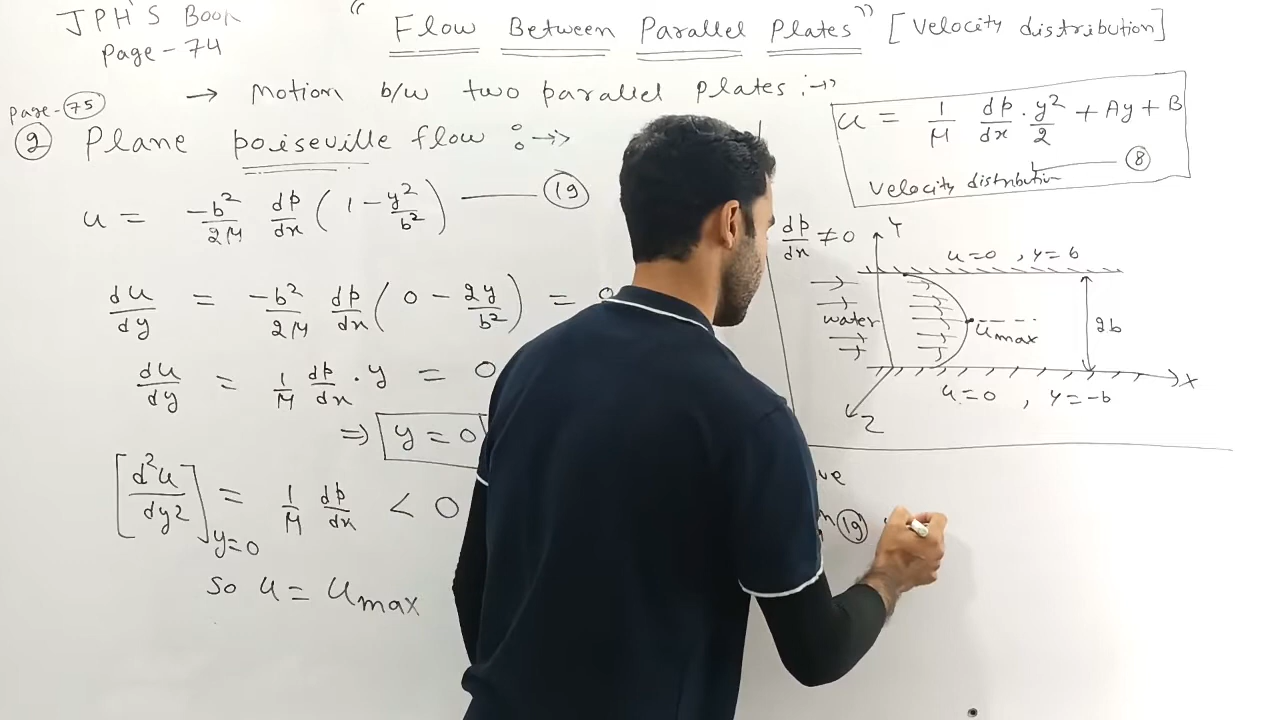 JPH'S Book
Page-74
" Flow Between Parallel Plates " [Velocity distribution]
→ Motion b/w two parallel plates :→
Page-75
② Plane poiseville flow :→
u = -b²/2μ dp/dx (1 - y²/b²) — ⑲
du/dy = -b²/2μ dp/dx (0 - 2y/b²) = 0
du/dy = 1/μ dp/dx . y = 0
⇒ y = 0
[d²u/dy²]y=0 = 1/μ dp/dx < 0
So u = umax
u = 1/μ dp/dx . y²/2 + Ay + B
— ⑧
Velocity distribution
dp/dx ≠ 0
Y
u=0 , y=b
water
umax
2b
X
u=0 , y=-b
Z
⑲